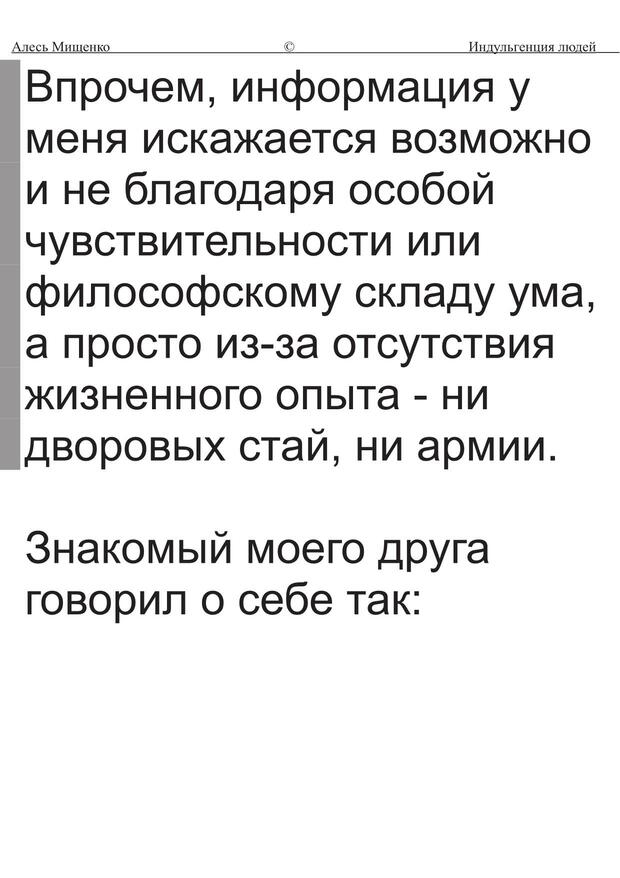 Алесь Мищенко © Индульгенция людей
Впрочем, информация у
меня искажается возможно
и не благодаря особой
чувствительности или
философскому складу ума,
а просто из-за отсутствия
жизненного опыта - ни
дворовых стай, ни армии.
Знакомый моего друга
говорил о себе так: